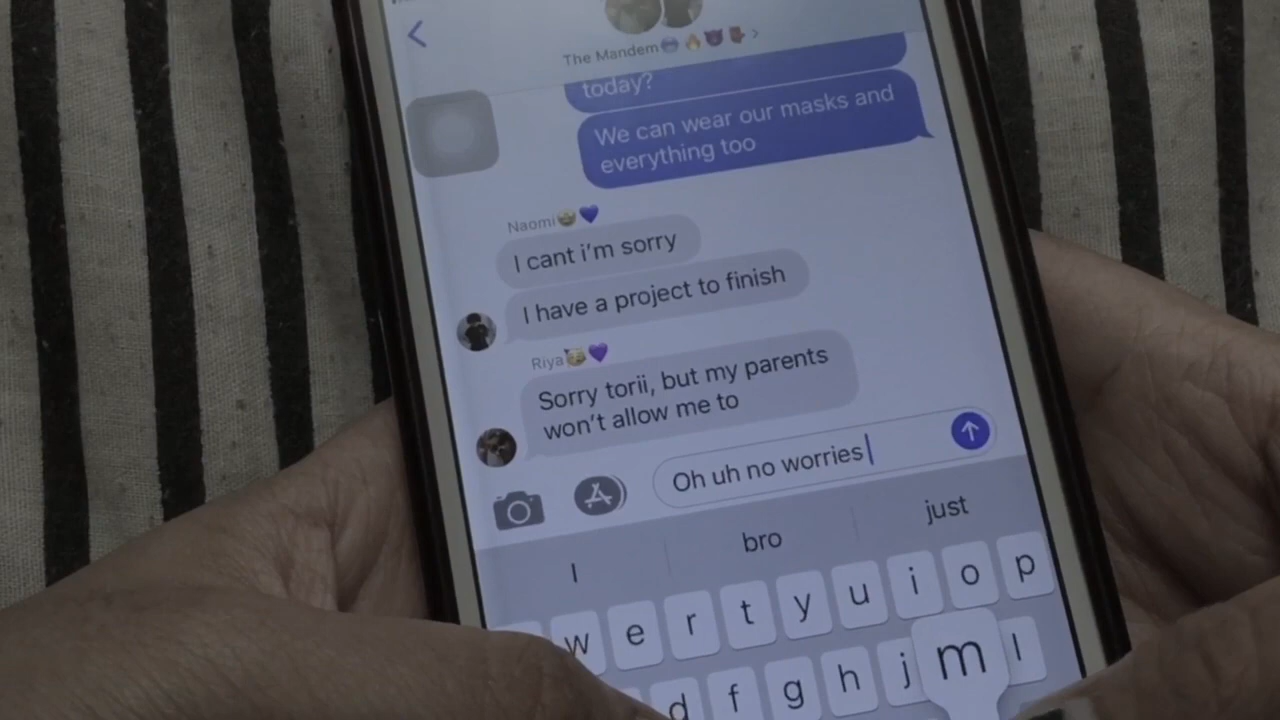 The Mandem🥶🔥😈👹 >
today?
We can wear our masks and
everything too
Naomi🤩💙
I cant i'm sorry
I have a project to finish
Riya🥳💜
Sorry torii, but my parents
won't allow me to
Oh uh no worries
I bro just
w e r t y u i o p
d f g h j m l